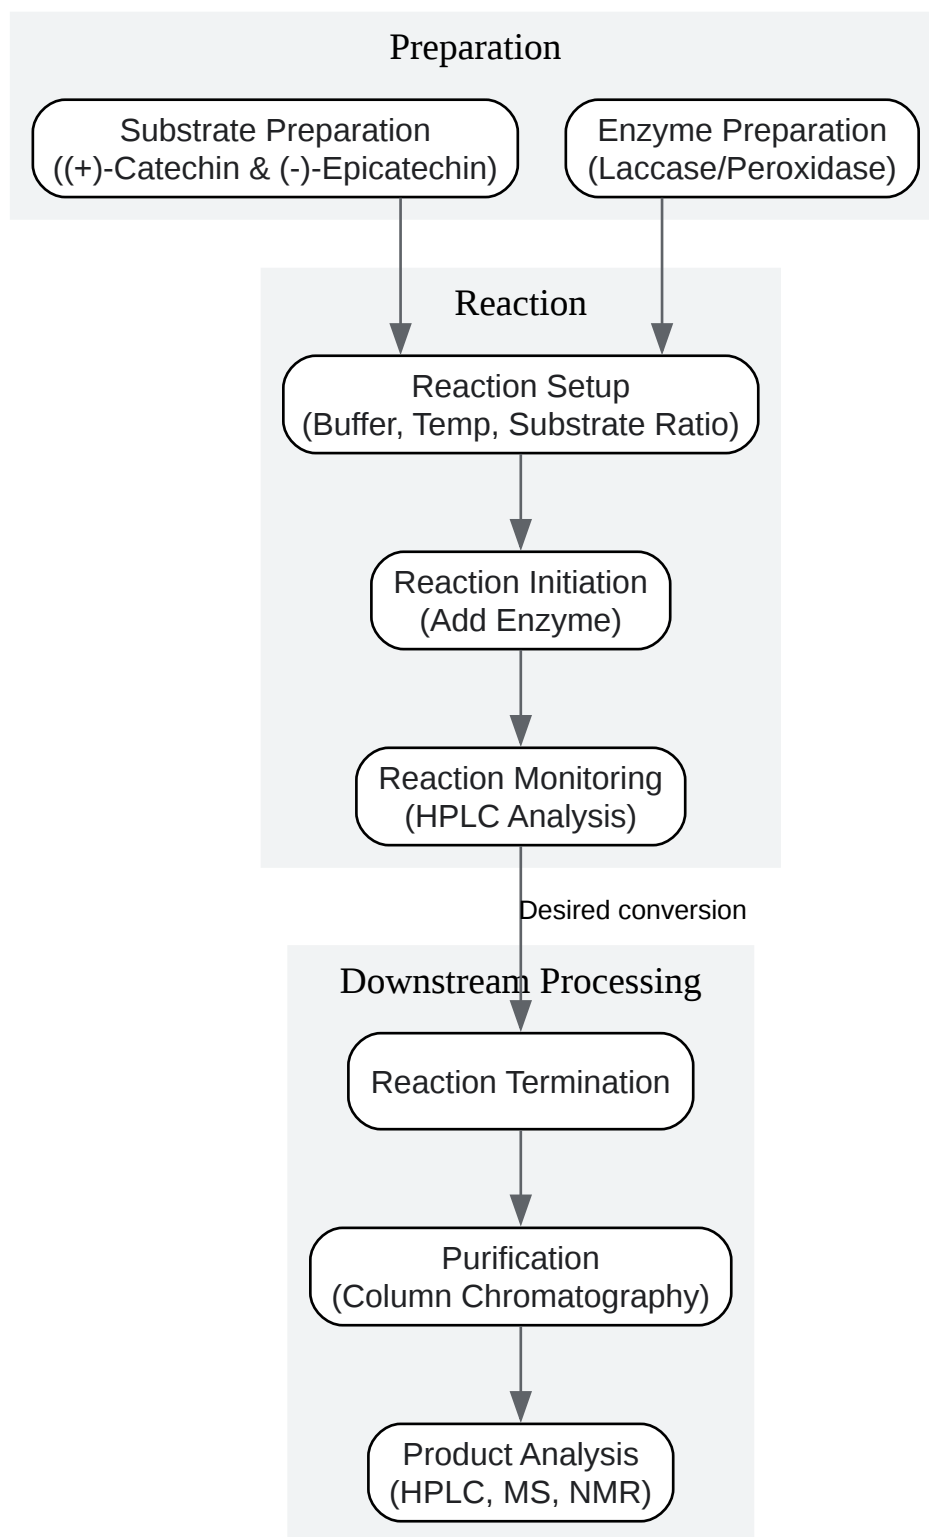 Preparation
Substrate Preparation
((+)-Catechin & (-)-Epicatechin)
Enzyme Preparation
(Laccase/Peroxidase)
Reaction
Reaction Setup
(Buffer, Temp, Substrate Ratio)
Reaction Initiation
(Add Enzyme)
Reaction Monitoring
(HPLC Analysis)
Desired conversion
Downstream Processing
Reaction Termination
Purification
(Column Chromatography)
Product Analysis
(HPLC, MS, NMR)